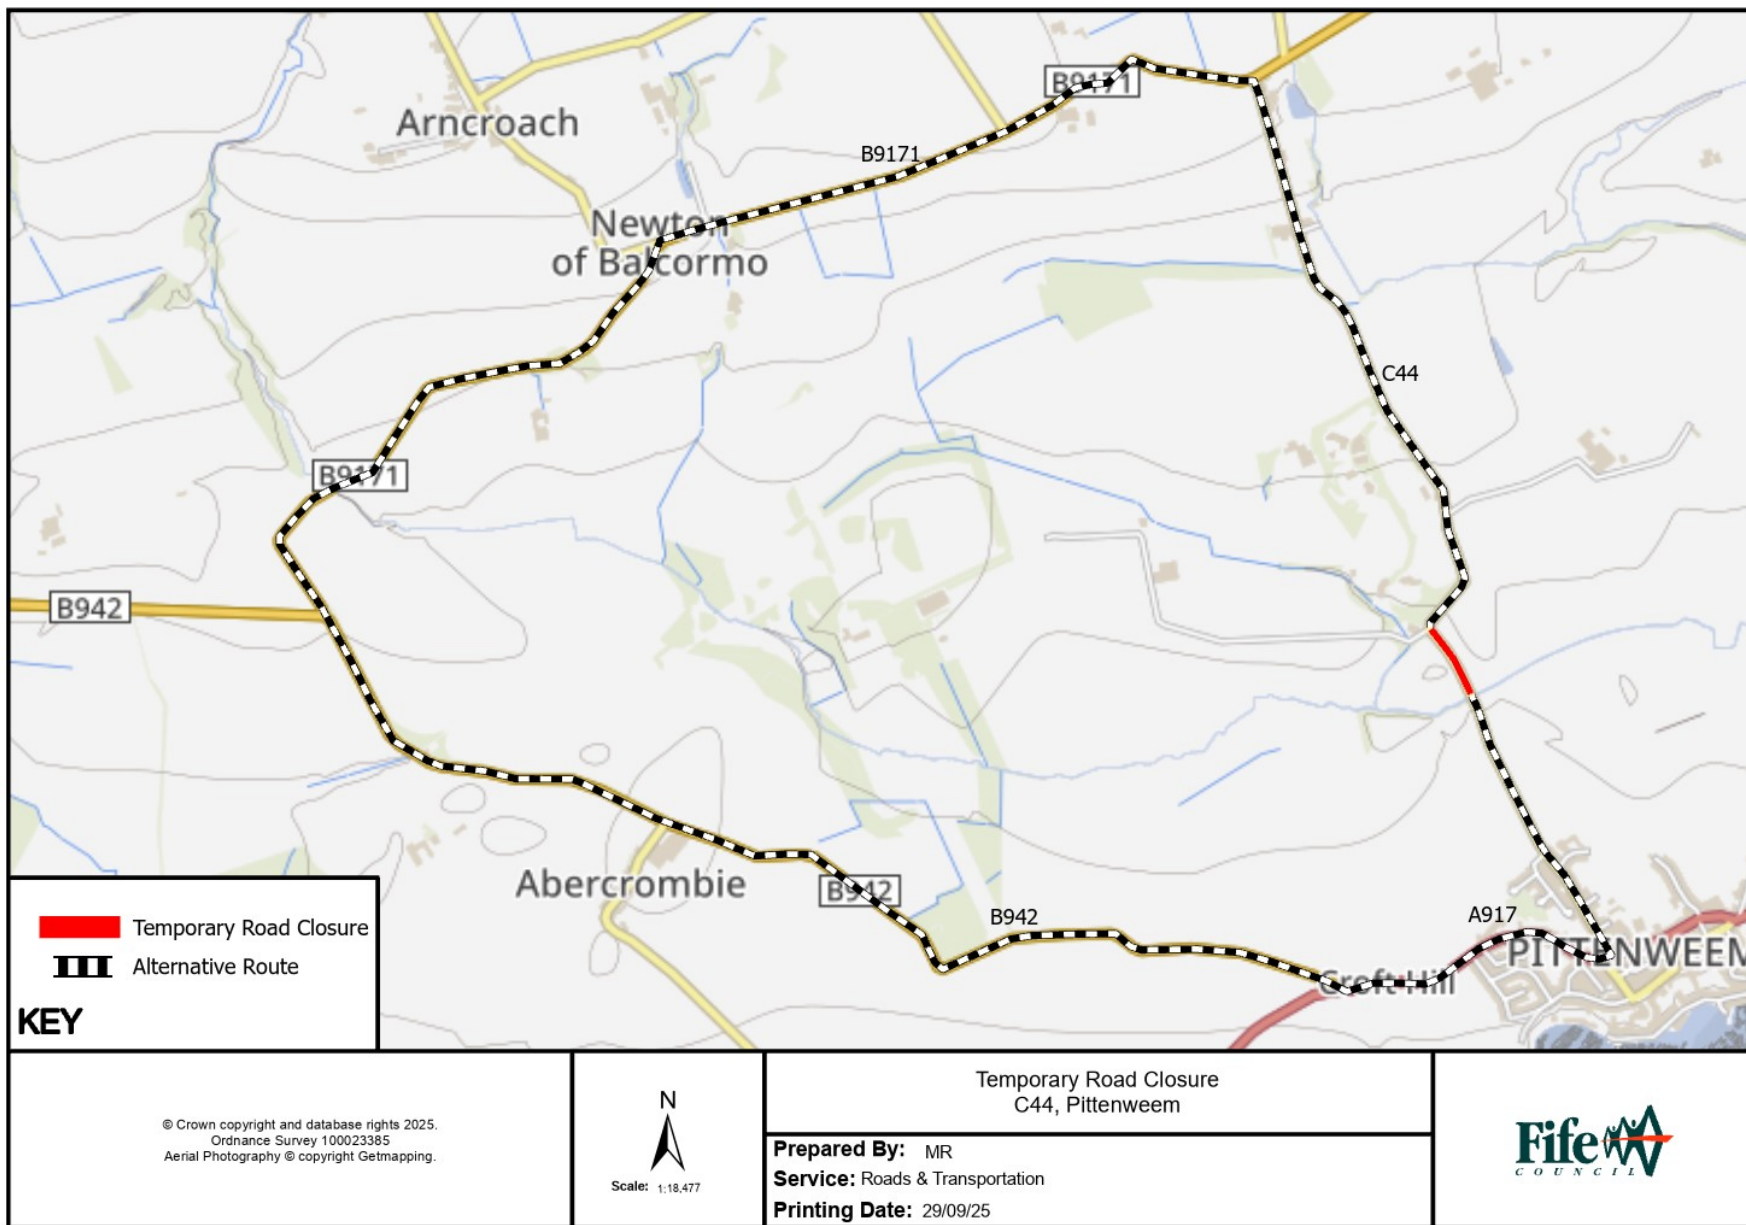 B9171
Arncroach
B9171
Newton
of Balcormo
C44
B9171
B942
Abercrombie
B942
B942
A917
PITTENWEEM
Croft Hill
Temporary Road Closure
Alternative Route
KEY
© Crown copyright and database rights 2025.
Ordnance Survey 100023385
Aerial Photography © copyright Getmapping.
N
Scale: 1:18,477
Temporary Road Closure
C44, Pittenweem
Prepared By: MR
Service: Roads & Transportation
Printing Date: 29/09/25
Fife
COUNCIL